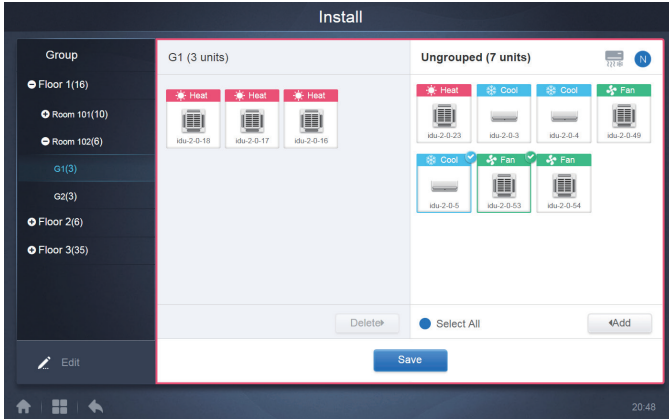 Install
Group
Floor 1(16)
Room 101(10)
Room 102(6)
G1(3)
G2(3)
Floor 2(6)
Floor 3(35)
Edit
G1 (3 units)
Heat
idu-2-0-18
Heat
idu-2-0-17
Heat
idu-2-0-16
Delete
Ungrouped (7 units)
N
Heat
idu-2-0-23
Cool
idu-2-0-3
Cool
idu-2-0-4
Fan
idu-2-0-49
Cool
idu-2-0-5
Fan
idu-2-0-53
Fan
idu-2-0-54
Select All
Add
Save
20:48